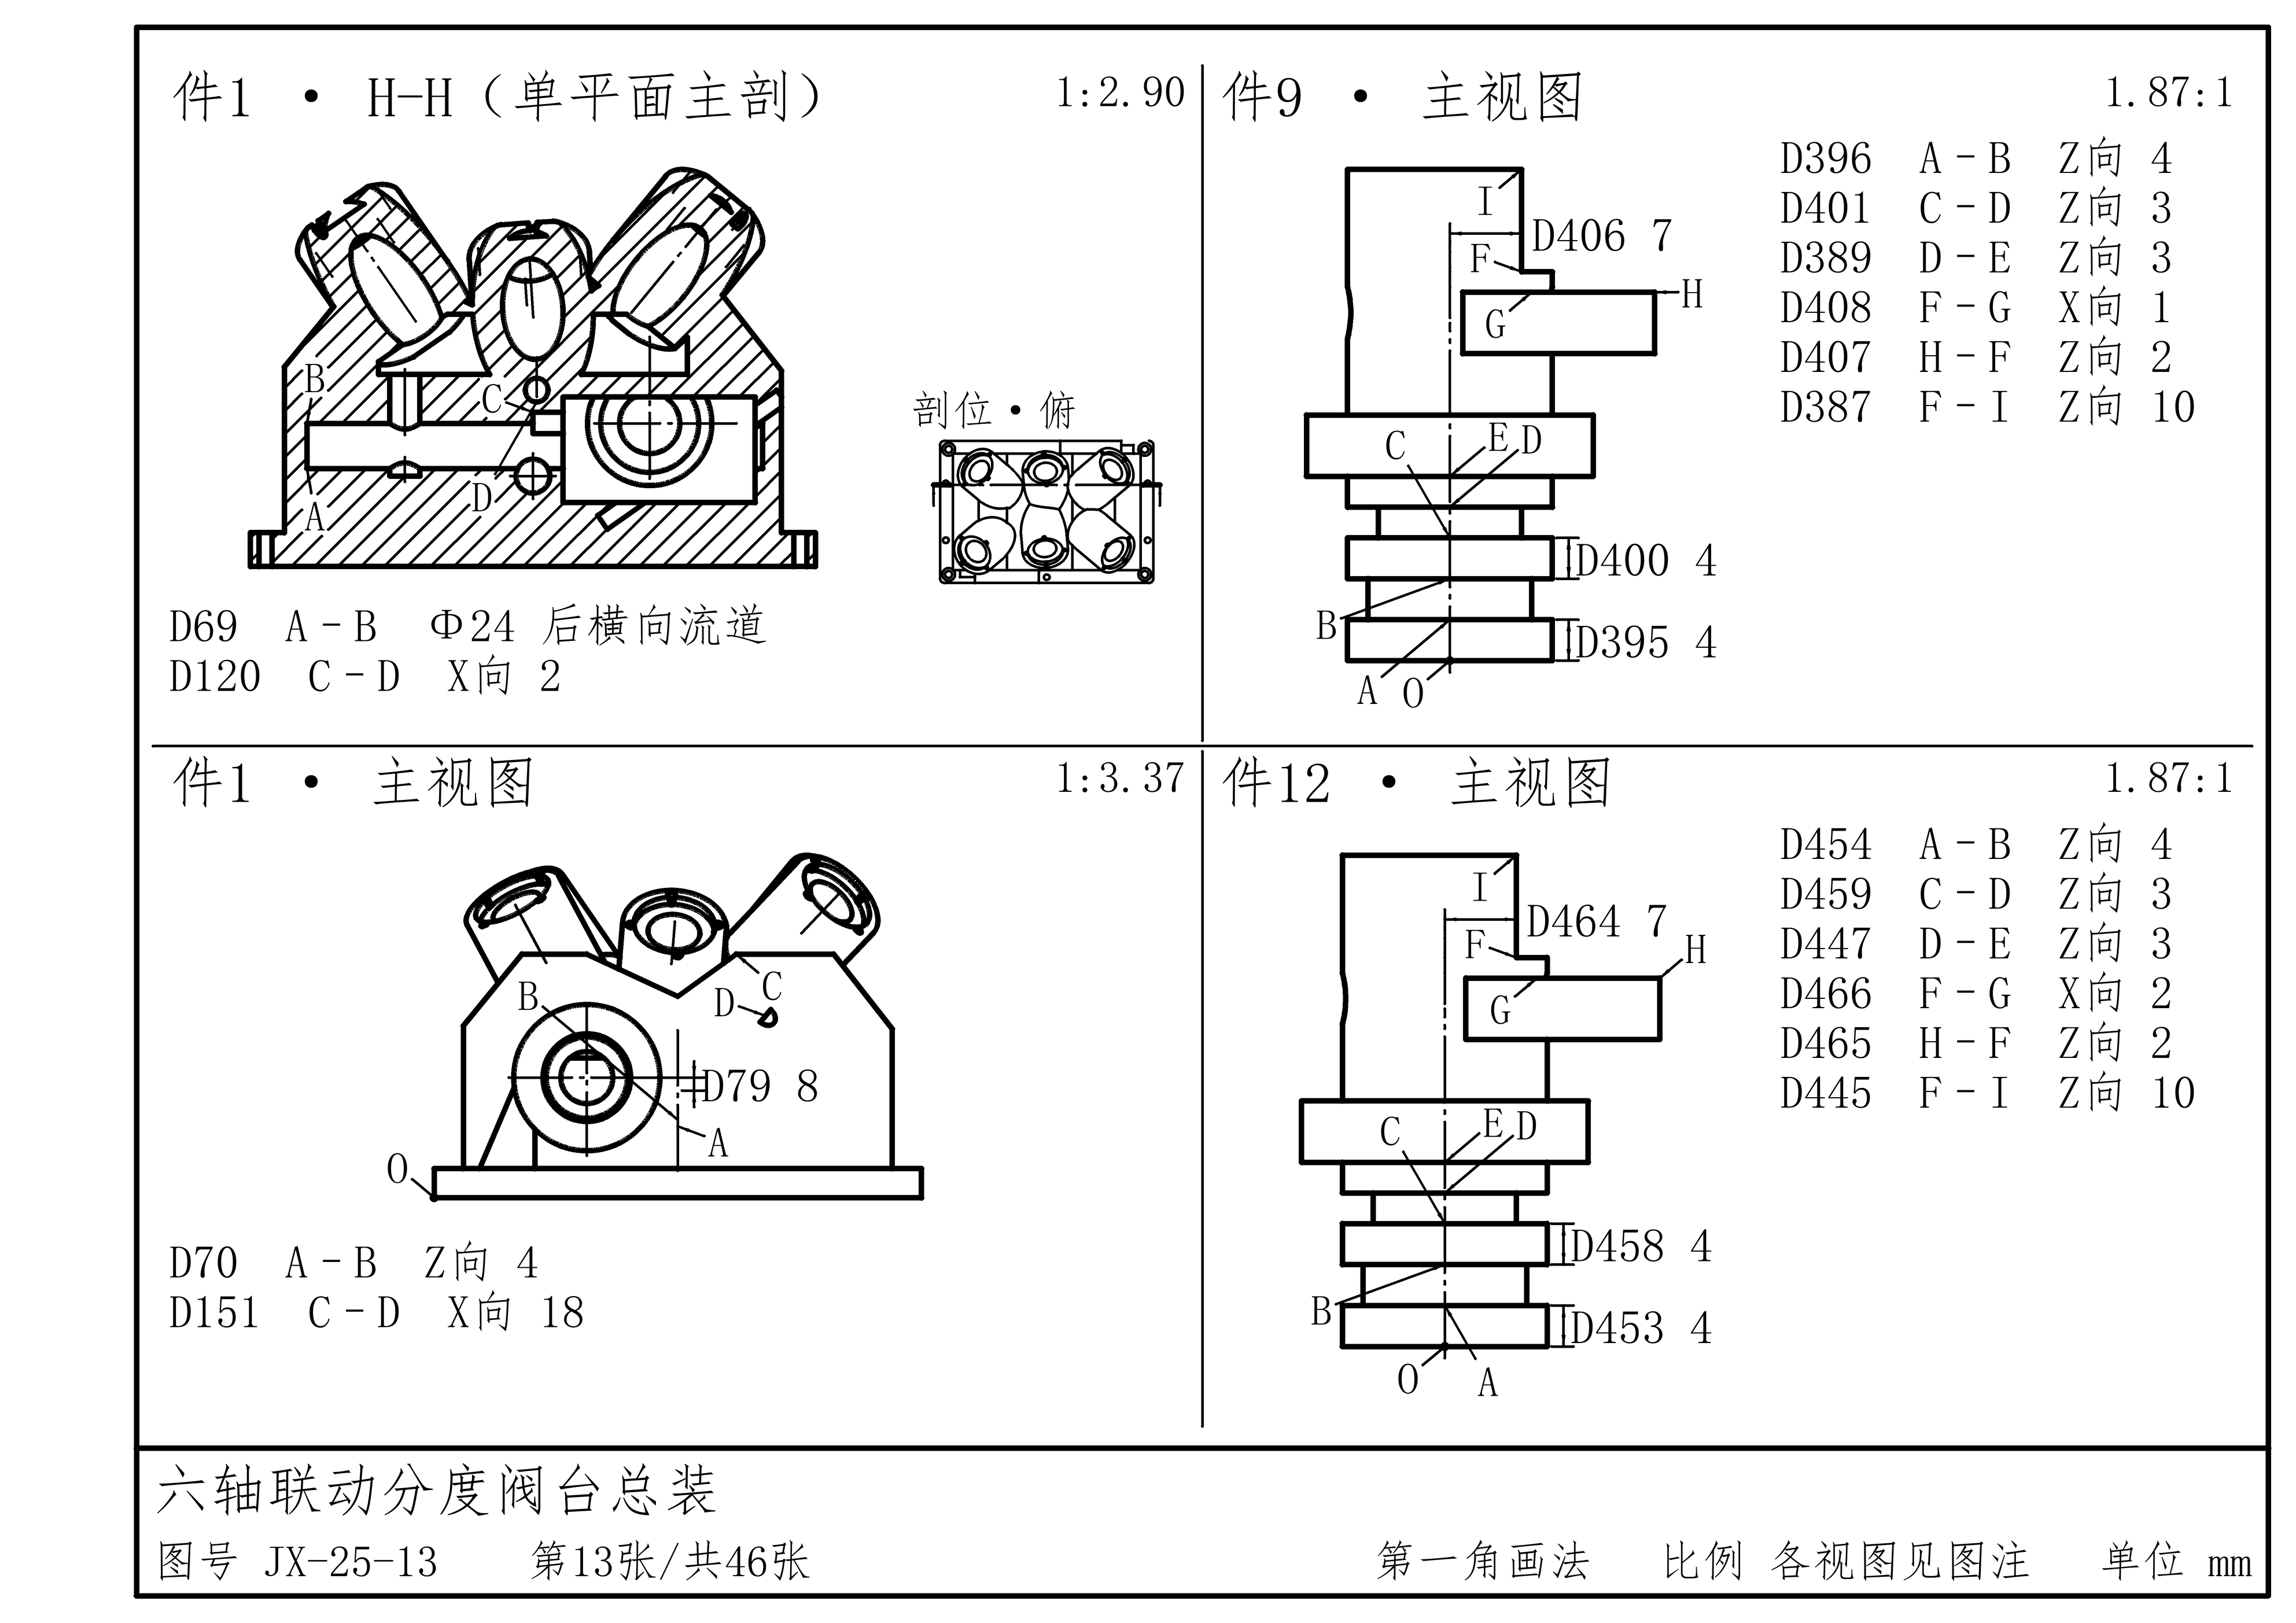 件1 · H-H（单平面主剖） 1:2.90
B
C
D
A
剖位·俯
D69 A-B Φ24 后横向流道
D120 C-D X向 2
件9 · 主视图 1.87:1
D396 A-B Z向 4
D401 C-D Z向 3
D389 D-E Z向 3
D408 F-G X向 1
D407 H-F Z向 2
D387 F-I Z向 10
I
D406 7
F
H
G
C
E D
D400 4
B
D395 4
A O
件1 · 主视图 1:3.37
B
C
D
D79 8
A
O
D70 A-B Z向 4
D151 C-D X向 18
件12 · 主视图 1.87:1
D454 A-B Z向 4
D459 C-D Z向 3
D447 D-E Z向 3
D466 F-G X向 2
D465 H-F Z向 2
D445 F-I Z向 10
I
D464 7
F
H
G
C
E D
D458 4
B
D453 4
O A
六轴联动分度阀台总装
图号 JX-25-13 第13张/共46张 第一角画法 比例 各视图见图注 单位 mm